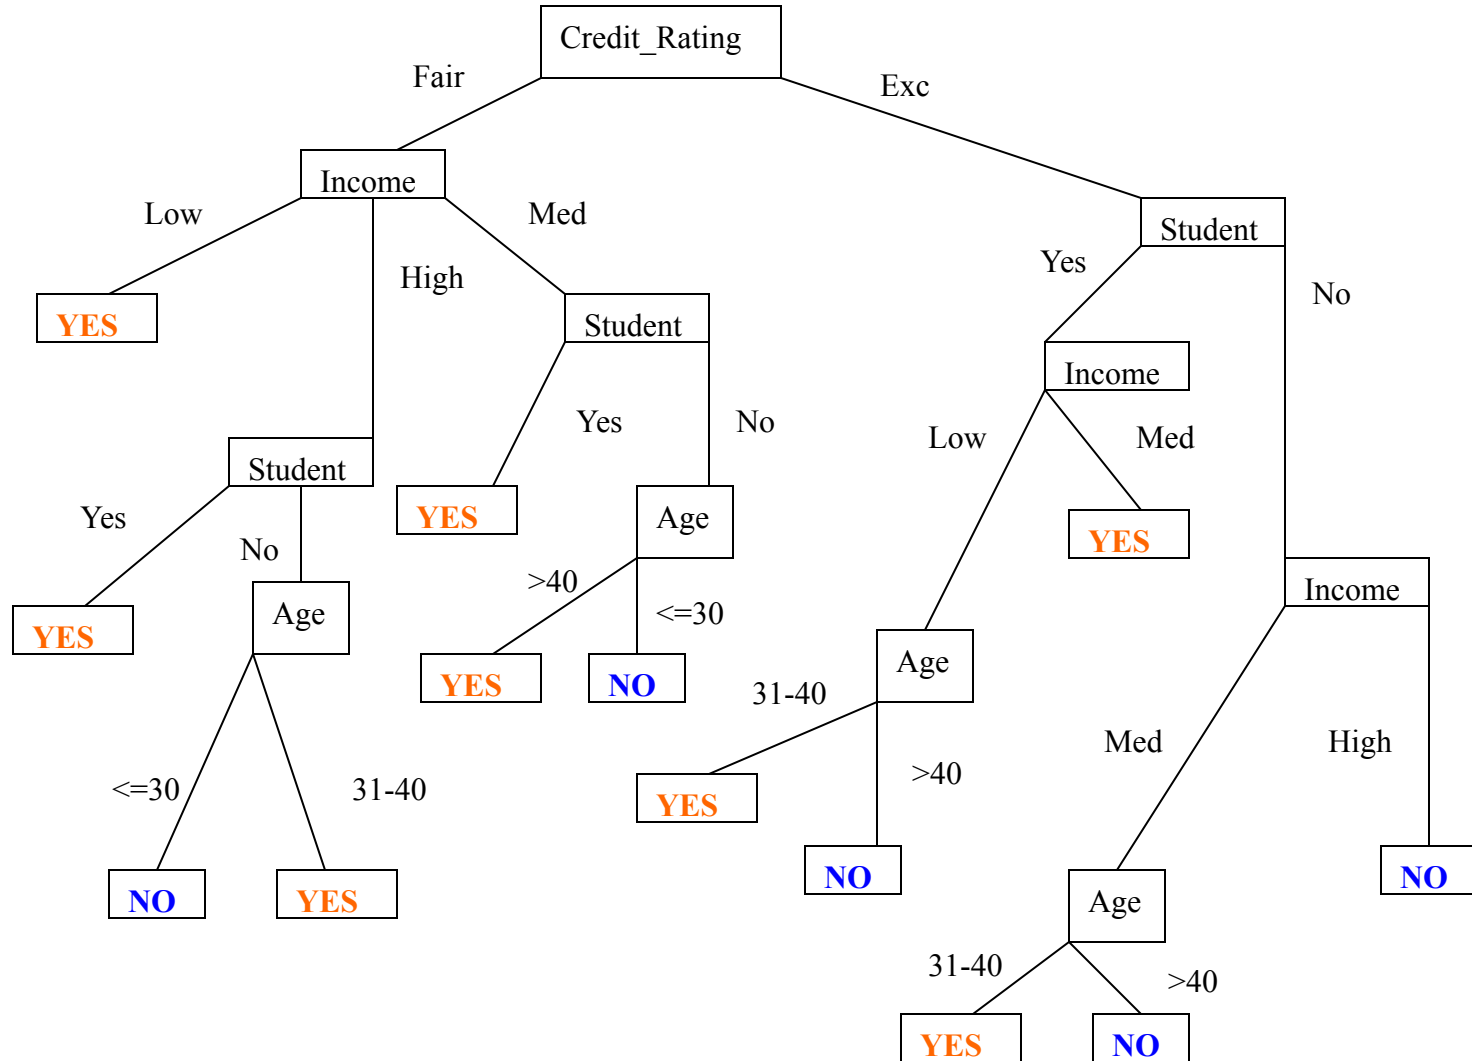 Credit_Rating
Fair
Exc
Income
Low
Med
Student
High
Yes
No
YES
Student
Income
Yes
No
Low
Med
Student
YES
Age
YES
Yes
No
>40
<=30
Income
YES
Age
Age
YES
NO
31-40
Med
High
<=30
31-40
>40
YES
NO
YES
NO
Age
NO
31-40
>40
YES
NO